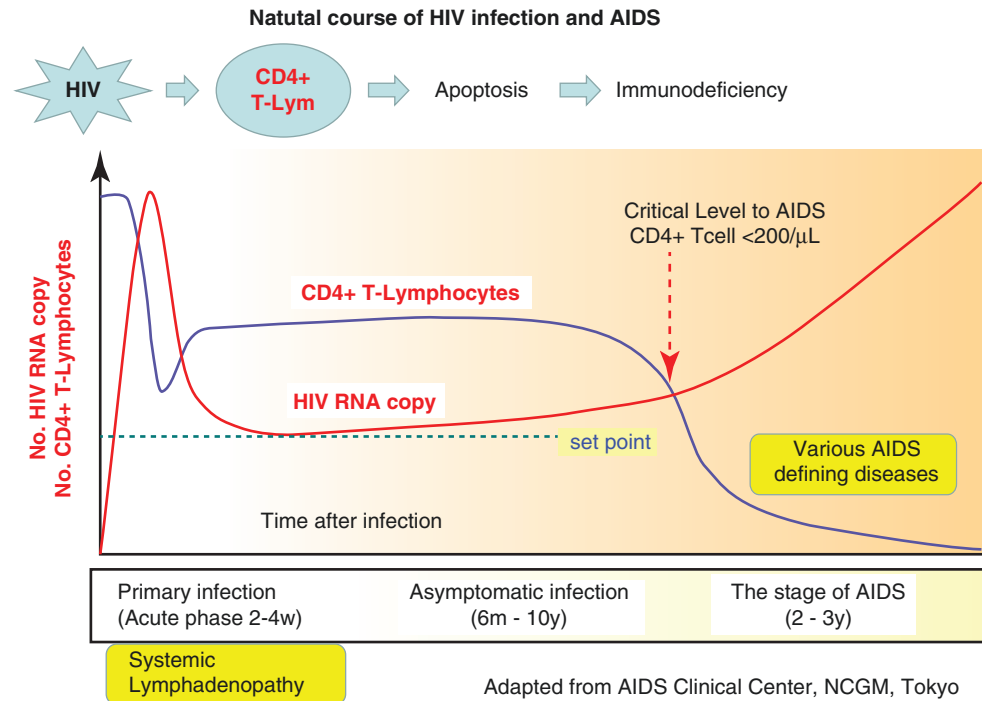 Natutal course of HIV infection and AIDS
HIV
CD4+
T-Lym
Apoptosis
Immunodeficiency
No. HIV RNA copy
No. CD4+ T-Lymphocytes
Critical Level to AIDS
CD4+ Tcell <200/μL
CD4+ T-Lymphocytes
HIV RNA copy
set point
Various AIDS
defining diseases
Time after infection
Primary infection
(Acute phase 2-4w)
Asymptomatic infection
(6m - 10y)
The stage of AIDS
(2 - 3y)
Systemic
Lymphadenopathy
Adapted from AIDS Clinical Center, NCGM, Tokyo